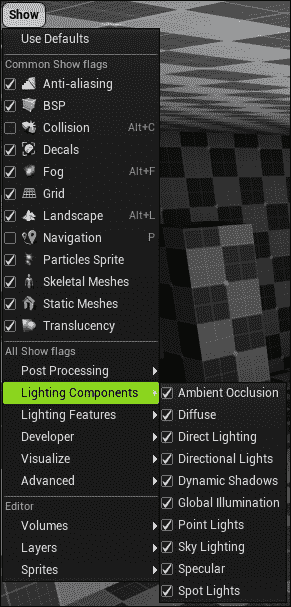 Show
Use Defaults
Common Show flags
Anti-aliasing
BSP
Collision Alt+C
Decals
Fog Alt+F
Grid
Landscape Alt+L
Navigation P
Particles Sprite
Skeletal Meshes
Static Meshes
Translucency
All Show flags
Post Processing
Lighting Components
Lighting Features
Developer
Visualize
Advanced
Editor
Volumes
Layers
Sprites
Ambient Occlusion
Diffuse
Direct Lighting
Directional Lights
Dynamic Shadows
Global Illumination
Point Lights
Sky Lighting
Specular
Spot Lights